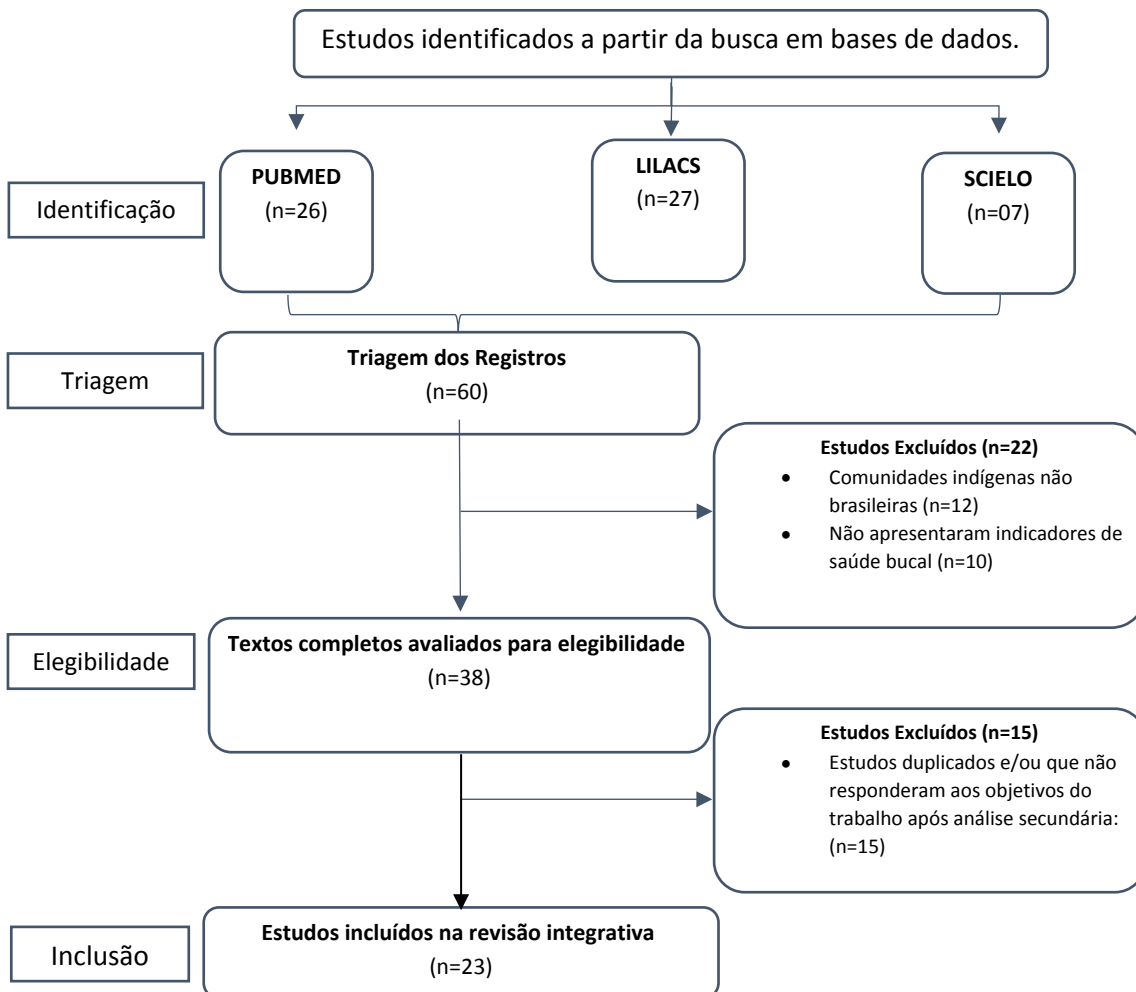 Estudos identificados a partir da busca em bases de dados.
Identificação
PUBMED
(n=26)
LILACS
(n=27)
SCIELO
(n=07)
Triagem
Triagem dos Registros
(n=60)
Estudos Excluídos (n=22)
• Comunidades indígenas não
brasileiras (n=12)
• Não apresentaram indicadores de
saúde bucal (n=10)
Elegibilidade
Textos completos avaliados para elegibilidade
(n=38)
Estudos Excluídos (n=15)
• Estudos duplicados e/ou que não
responderam aos objetivos do
trabalho após análise secundária:
(n=15)
Inclusão
Estudos incluídos na revisão integrativa
(n=23)